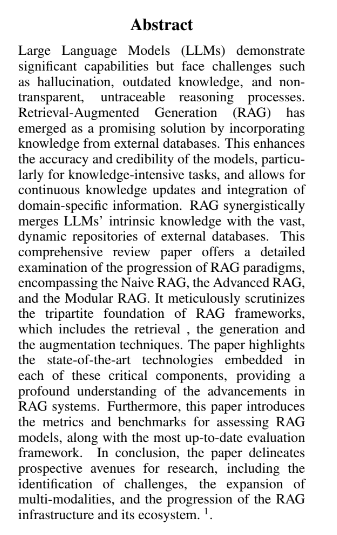 Abstract
Large Language Models (LLMs) demonstrate
significant capabilities but face challenges such
as hallucination, outdated knowledge, and non-
transparent, untraceable reasoning processes.
Retrieval-Augmented Generation (RAG) has
emerged as a promising solution by incorporating
knowledge from external databases. This enhances
the accuracy and credibility of the models, particu-
larly for knowledge-intensive tasks, and allows for
continuous knowledge updates and integration of
domain-specific information. RAG synergistically
merges LLMs' intrinsic knowledge with the vast,
dynamic repositories of external databases. This
comprehensive review paper offers a detailed
examination of the progression of RAG paradigms,
encompassing the Naive RAG, the Advanced RAG,
and the Modular RAG. It meticulously scrutinizes
the tripartite foundation of RAG frameworks,
which includes the retrieval , the generation and
the augmentation techniques. The paper highlights
the state-of-the-art technologies embedded in
each of these critical components, providing a
profound understanding of the advancements in
RAG systems. Furthermore, this paper introduces
the metrics and benchmarks for assessing RAG
models, along with the most up-to-date evaluation
framework. In conclusion, the paper delineates
prospective avenues for research, including the
identification of challenges, the expansion of
multi-modalities, and the progression of the RAG
infrastructure and its ecosystem. 1.